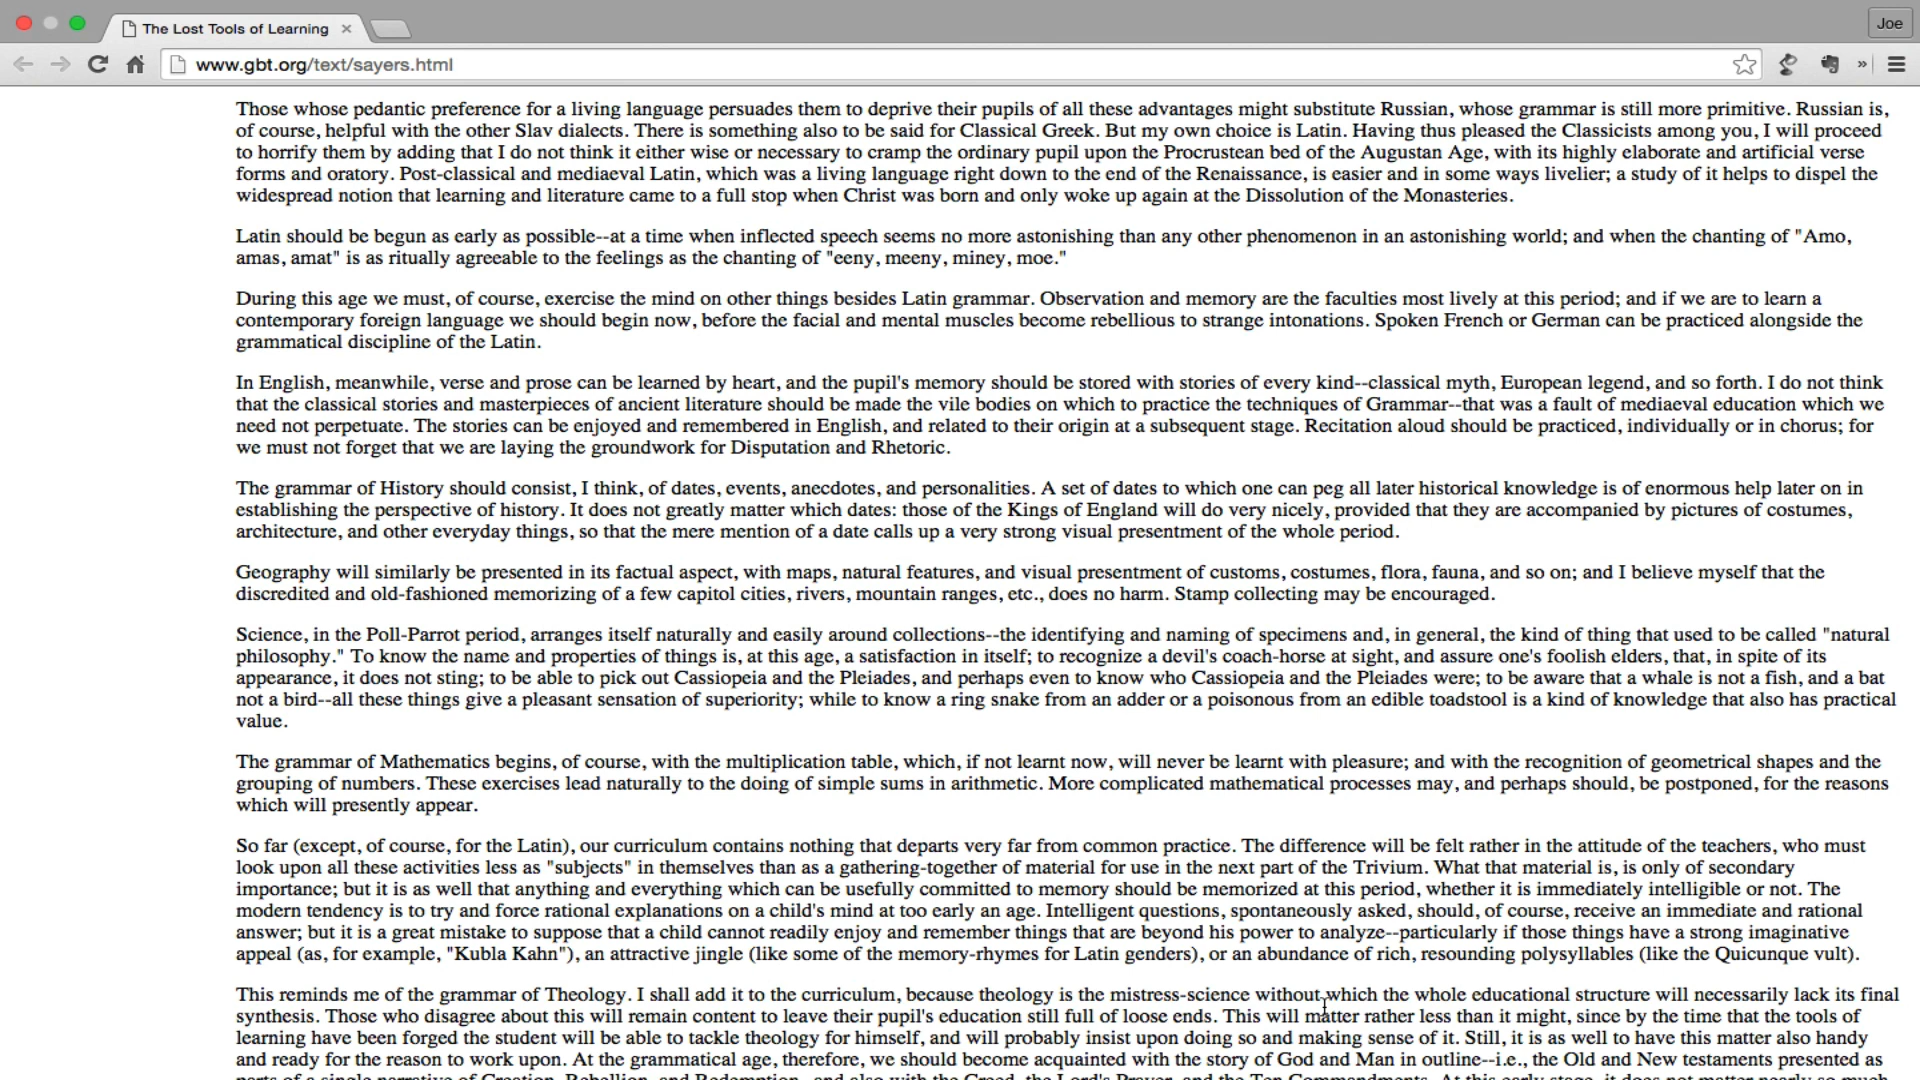 The Lost Tools of Learning
Joe
www.gbt.org/text/sayers.html
Those whose pedantic preference for a living language persuades them to deprive their pupils of all these advantages might substitute Russian, whose grammar is still more primitive. Russian is,
of course, helpful with the other Slav dialects. There is something also to be said for Classical Greek. But my own choice is Latin. Having thus pleased the Classicists among you, I will proceed
to horrify them by adding that I do not think it either wise or necessary to cramp the ordinary pupil upon the Procrustean bed of the Augustan Age, with its highly elaborate and artificial verse
forms and oratory. Post-classical and mediaeval Latin, which was a living language right down to the end of the Renaissance, is easier and in some ways livelier; a study of it helps to dispel the
widespread notion that learning and literature came to a full stop when Christ was born and only woke up again at the Dissolution of the Monasteries.
Latin should be begun as early as possible--at a time when inflected speech seems no more astonishing than any other phenomenon in an astonishing world; and when the chanting of "Amo,
amas, amat" is as ritually agreeable to the feelings as the chanting of "eeny, meeny, miney, moe."
During this age we must, of course, exercise the mind on other things besides Latin grammar. Observation and memory are the faculties most lively at this period; and if we are to learn a
contemporary foreign language we should begin now, before the facial and mental muscles become rebellious to strange intonations. Spoken French or German can be practiced alongside the
grammatical discipline of the Latin.
In English, meanwhile, verse and prose can be learned by heart, and the pupil's memory should be stored with stories of every kind--classical myth, European legend, and so forth. I do not think
that the classical stories and masterpieces of ancient literature should be made the vile bodies on which to practice the techniques of Grammar--that was a fault of mediaeval education which we
need not perpetuate. The stories can be enjoyed and remembered in English, and related to their origin at a subsequent stage. Recitation aloud should be practiced, individually or in chorus; for
we must not forget that we are laying the groundwork for Disputation and Rhetoric.
The grammar of History should consist, I think, of dates, events, anecdotes, and personalities. A set of dates to which one can peg all later historical knowledge is of enormous help later on in
establishing the perspective of history. It does not greatly matter which dates: those of the Kings of England will do very nicely, provided that they are accompanied by pictures of costumes,
architecture, and other everyday things, so that the mere mention of a date calls up a very strong visual presentment of the whole period.
Geography will similarly be presented in its factual aspect, with maps, natural features, and visual presentment of customs, costumes, flora, fauna, and so on; and I believe myself that the
discredited and old-fashioned memorizing of a few capitol cities, rivers, mountain ranges, etc., does no harm. Stamp collecting may be encouraged.
Science, in the Poll-Parrot period, arranges itself naturally and easily around collections--the identifying and naming of specimens and, in general, the kind of thing that used to be called "natural
philosophy." To know the name and properties of things is, at this age, a satisfaction in itself; to recognize a devil's coach-horse at sight, and assure one's foolish elders, that, in spite of its
appearance, it does not sting; to be able to pick out Cassiopeia and the Pleiades, and perhaps even to know who Cassiopeia and the Pleiades were; to be aware that a whale is not a fish, and a bat
not a bird--all these things give a pleasant sensation of superiority; while to know a ring snake from an adder or a poisonous from an edible toadstool is a kind of knowledge that also has practical
value.
The grammar of Mathematics begins, of course, with the multiplication table, which, if not learnt now, will never be learnt with pleasure; and with the recognition of geometrical shapes and the
grouping of numbers. These exercises lead naturally to the doing of simple sums in arithmetic. More complicated mathematical processes may, and perhaps should, be postponed, for the reasons
which will presently appear.
So far (except, of course, for the Latin), our curriculum contains nothing that departs very far from common practice. The difference will be felt rather in the attitude of the teachers, who must
look upon all these activities less as "subjects" in themselves than as a gathering-together of material for use in the next part of the Trivium. What that material is, is only of secondary
importance; but it is as well that anything and everything which can be usefully committed to memory should be memorized at this period, whether it is immediately intelligible or not. The
modern tendency is to try and force rational explanations on a child's mind at too early an age. Intelligent questions, spontaneously asked, should, of course, receive an immediate and rational
answer; but it is a great mistake to suppose that a child cannot readily enjoy and remember things that are beyond his power to analyze--particularly if those things have a strong imaginative
appeal (as, for example, "Kubla Kahn"), an attractive jingle (like some of the memory-rhymes for Latin genders), or an abundance of rich, resounding polysyllables (like the Quicunque vult).
This reminds me of the grammar of Theology. I shall add it to the curriculum, because theology is the mistress-science without which the whole educational structure will necessarily lack its final
synthesis. Those who disagree about this will remain content to leave their pupil's education still full of loose ends. This will matter rather less than it might, since by the time that the tools of
learning have been forged the student will be able to tackle theology for himself, and will probably insist upon doing so and making sense of it. Still, it is as well to have this matter also handy
and ready for the reason to work upon. At the grammatical age, therefore, we should become acquainted with the story of God and Man in outline--i.e., the Old and New testaments presented as
parts of a single narrative of Creation, Rebellion, and Redemption--and also with the Creed, the Lord's Prayer, and the Ten Commandments. At this early stage, it does not matter nearly so much